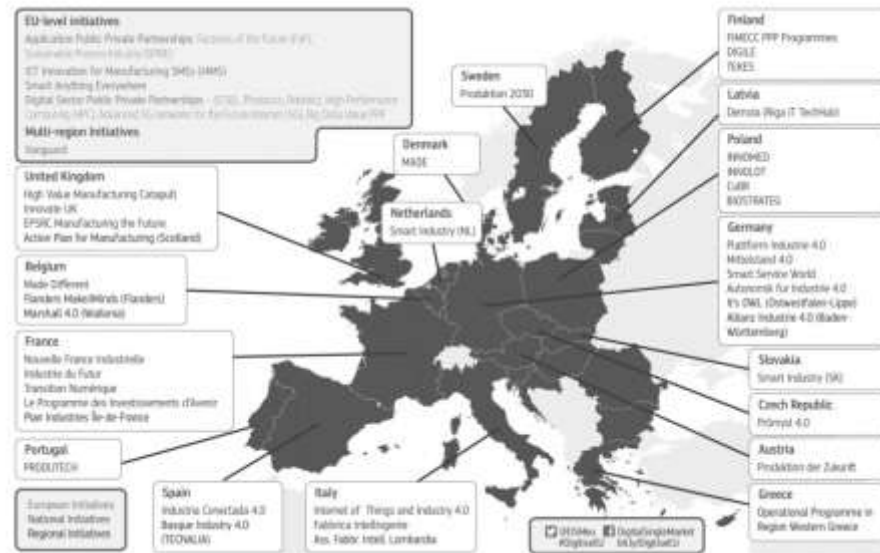 EU-level initiatives
Application Public Private Partnerships: Factories of the Future (FoF),
Sustainable Process Industry (SPIRE)
ICT Innovation for Manufacturing SMEs (I4MS)
Smart Anything Everywhere
Digital Sector Public Private Partnerships - Photonics, Robotics, High Performance
Computing (HPC), Advanced 5G networks for the Future Internet (5G), Big Data Value PPP
Multi-region Initiatives
Vanguard
United Kingdom
High Value Manufacturing Catapult
Innovate UK
EPSRC Manufacturing the Future
Action Plan for Manufacturing (Scotland)
Belgium
Made Different
Flanders Make/iMinds (Flanders)
Marshall 4.0 (Wallonia)
France
Nouvelle France Industrielle
Industrie du Futur
Transition Numérique
Le Programme des Investissements d'Avenir
Plan Industries Île-de-France
Portugal
PRODUTECH
European Initiatives
National Initiatives
Regional Initiatives
Spain
Industria Conectada 4.0
Basque Industry 4.0
(TECNALIA)
Italy
Internet of Things and Industry 4.0
Fabbrica Intelligente
Ass. Fabbr. Intell. Lombardia
Denmark
MADE
Netherlands
Smart Industry (NL)
Sweden
Produktion 2030
Finland
FIMECC PPP Programmes
DIGILE
TEKES
Latvia
(Riga IT TechHub)
Poland
INNOMED
INNOLOT
CuBR
BIOSTRATEG
Germany
Plattform Industrie 4.0
Mittelstand 4.0
Smart Service World
Autonomik für Industrie 4.0
It's OWL (Ostwestfalen-Lippe)
Allianz Industrie 4.0 (Baden-
Württemberg)
Slovakia
Smart Industry (SK)
Czech Republic
Průmysl 4.0
Austria
Produktion der Zukunft
Greece
Operational Programme in
Region Western Greece
DigitalSingleMarket
#DigitiseEU